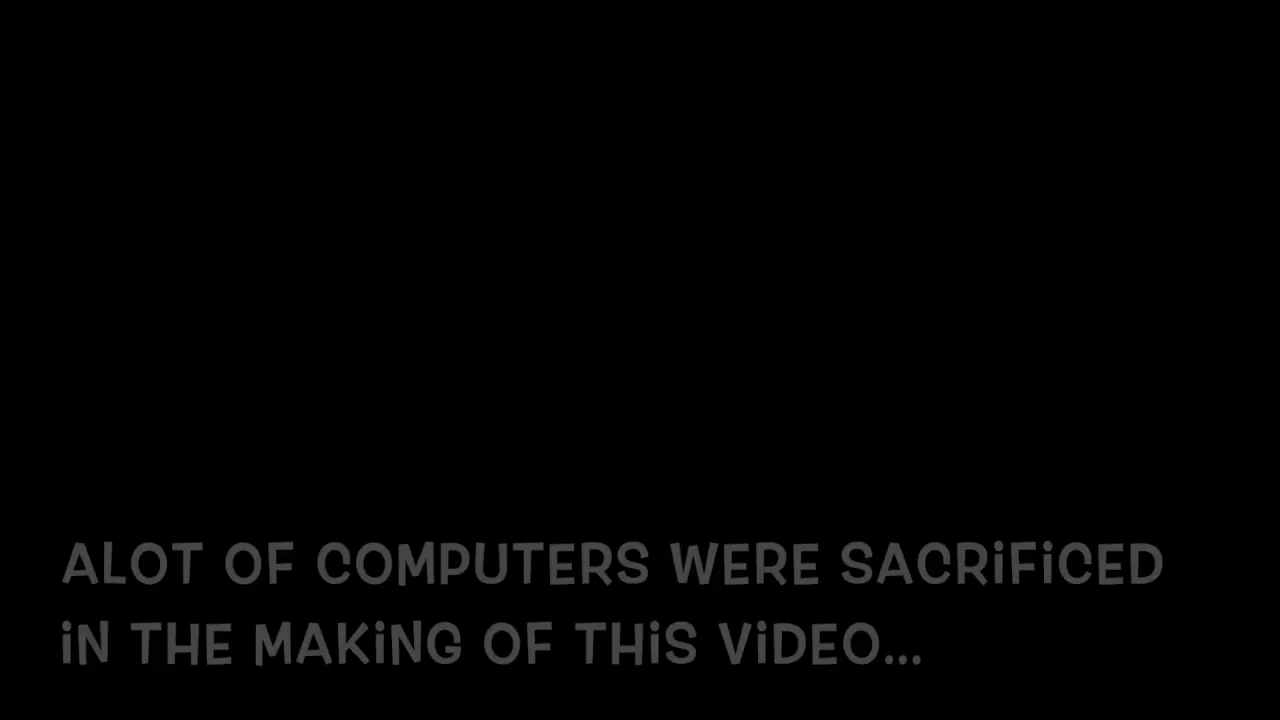 ALOT OF COMPUTERS WERE SACRiFiCED
iN THE MAKiNG OF THiS ViDEO...